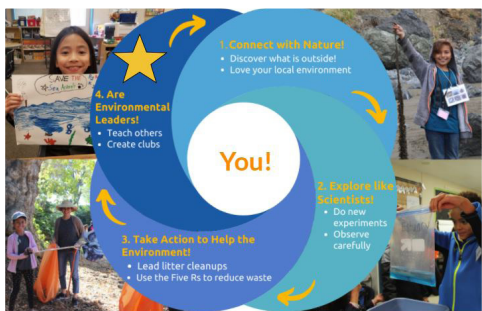 1. Connect with Nature!
• Discover what is outside!
• Love your local environment
2. Explore like
Scientists!
• Do new
experiments
• Observe
carefully
3. Take Action to Help the
Environment!
• Lead litter cleanups
• Use the Five Rs to reduce waste
4. Are
Environmental
Leaders!
• Teach others
• Create clubs
You!
SAVE THE